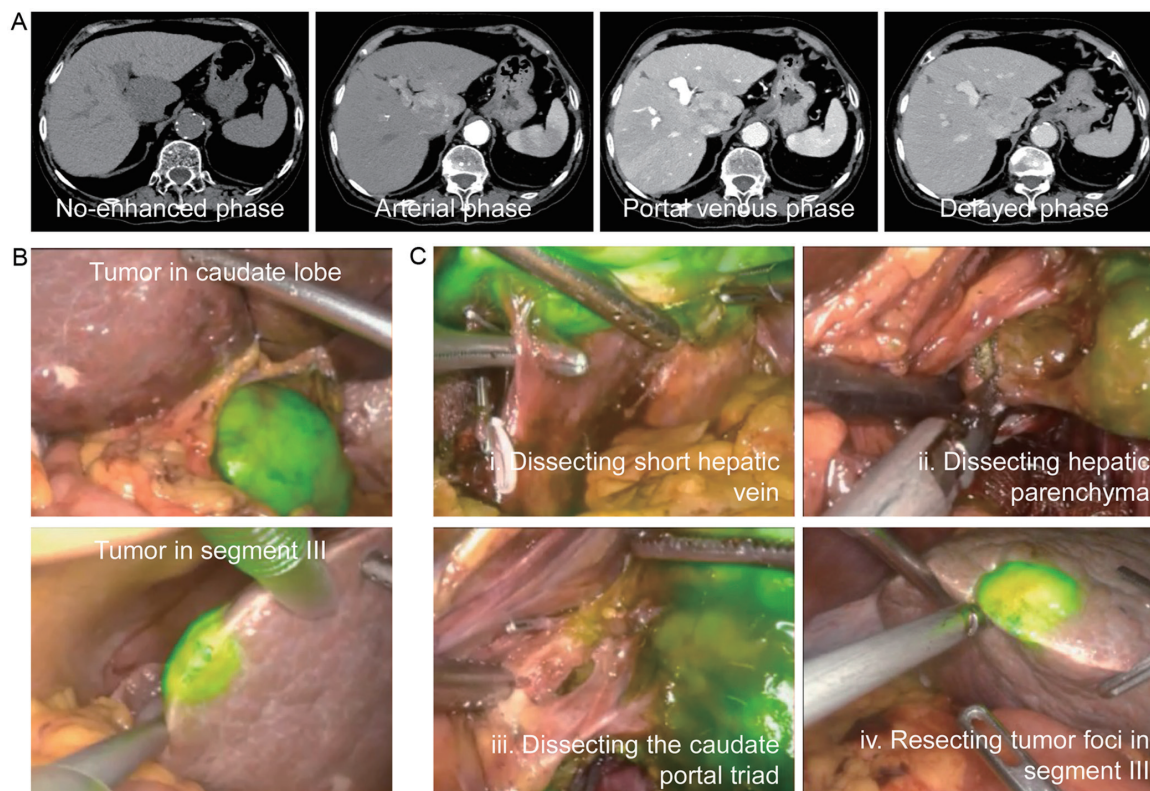 A
No-enhanced phase
Arterial phase
Portal venous phase
Delayed phase
B
Tumor in caudate lobe
Tumor in segment III
C
i. Dissecting short hepatic
vein
ii. Dissecting hepatic
parenchyma
iii. Dissecting the caudate
portal triad
iv. Resecting tumor foci in
segment III